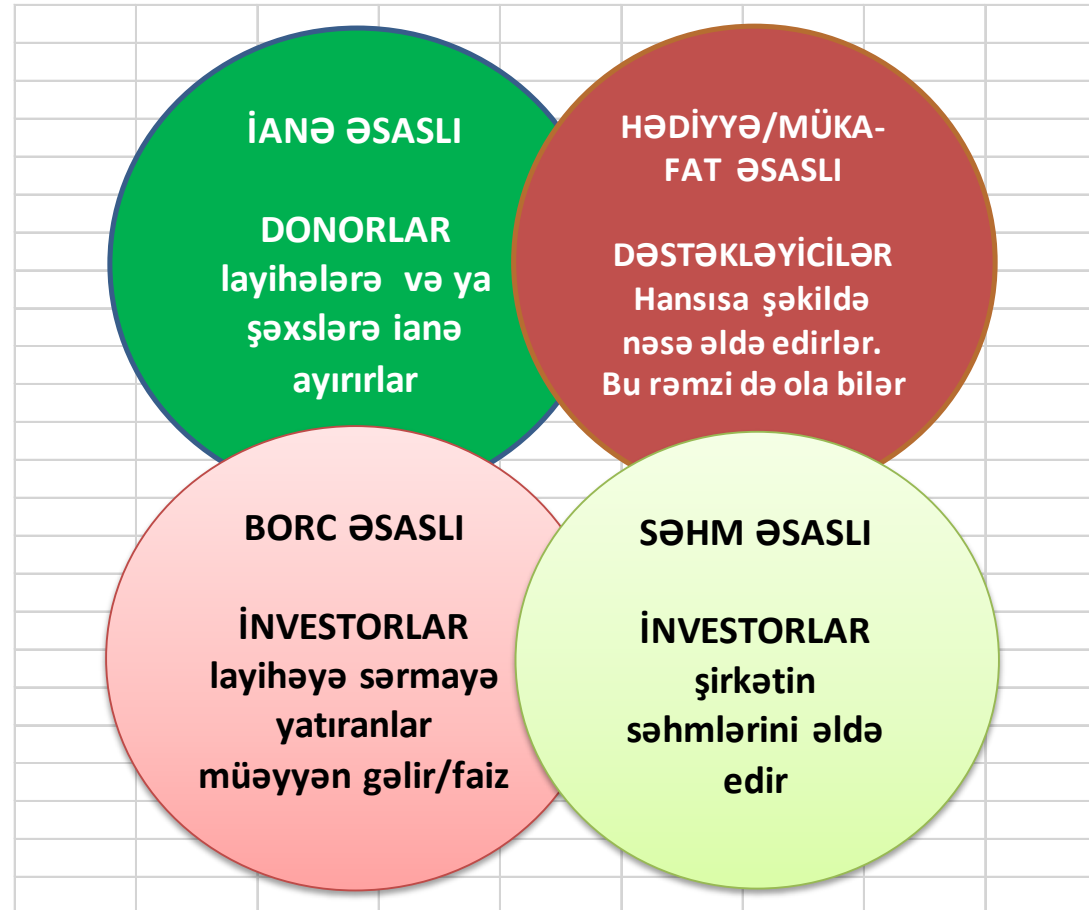 İANƏ ƏSASLI
DONORLAR
layihələrə və ya
şəxslərə ianə
ayırırlar
HƏDİYYƏ/MÜKA-
FAT ƏSASLI
DƏSTƏKLƏYİCİLƏR
Hansısa şəkildə
nəsə əldə edirlər.
Bu rəmzi də ola bilər
BORC ƏSASLI
İNVESTORLAR
layihəyə sərmayə
yatıranlar
müəyyən gəlir/faiz
SƏHM ƏSASLI
İNVESTORLAR
şirkətin
səhmlərini əldə
edir